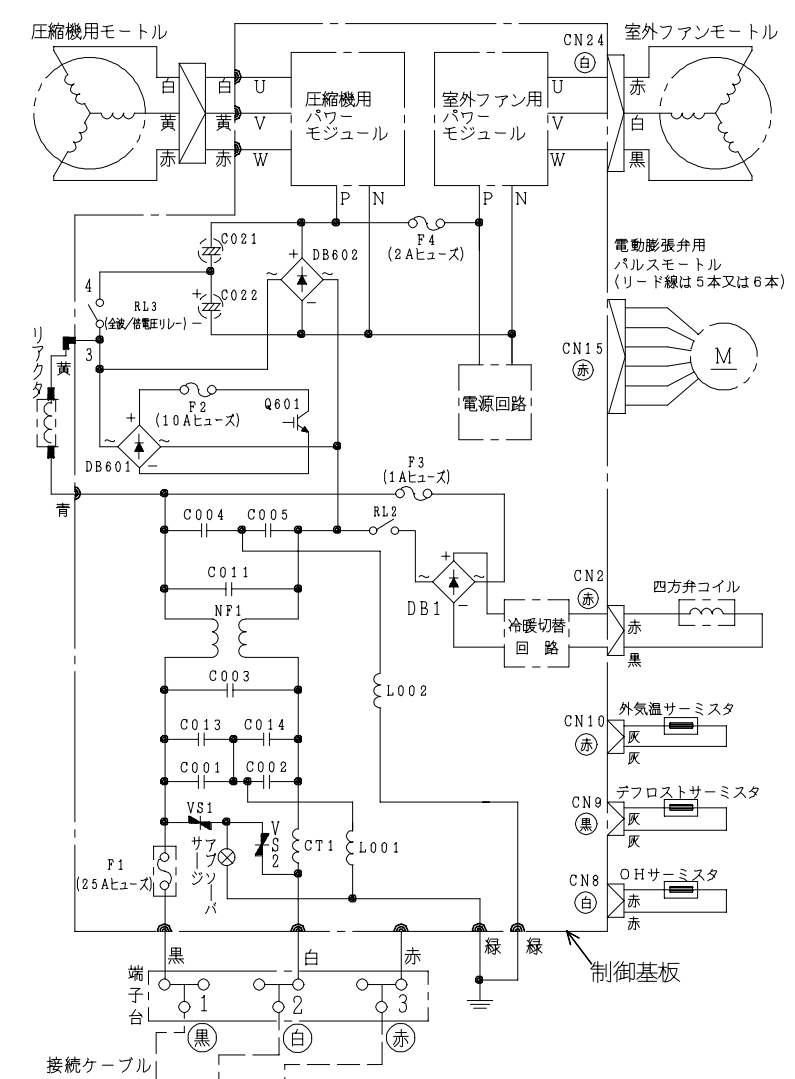 圧縮機用モートル
CN24
白
室外ファンモートル
白 白 U
黄 黄 V
赤 赤 W
圧縮機用
パワー
モジュール
室外ファン用
パワー
モジュール
U 赤
V 白
W 黒
P N
P N
C021
DB602
F4
(2Aヒューズ)
電動膨張弁用
パルスモートル
(リード線は5本又は6本)
4
RL3
(全波/倍電圧リレー)
C022
3
リアクタ
黄
CN15
赤
M
電源回路
F2
(10Aヒューズ)
Q601
DB601
F3
(1Aヒューズ)
青
C004 C005
RL2
C011
DB1
CN2
赤
四方弁コイル
NF1
冷暖切替
回 路
赤
黒
C003
L002
外気温サーミスタ
CN10
赤
灰
灰
C013 C014
C001 C002
デフロストサーミスタ
CN9
黒
灰
灰
VS1
サージ
アブソーバ
VS2
CT1
L001
F1
(25Aヒューズ)
OHサーミスタ
CN8
白
赤
赤
黒
白
赤
緑
緑
制御基板
端子台
1
2
3
黒
白
赤
接続ケーブル